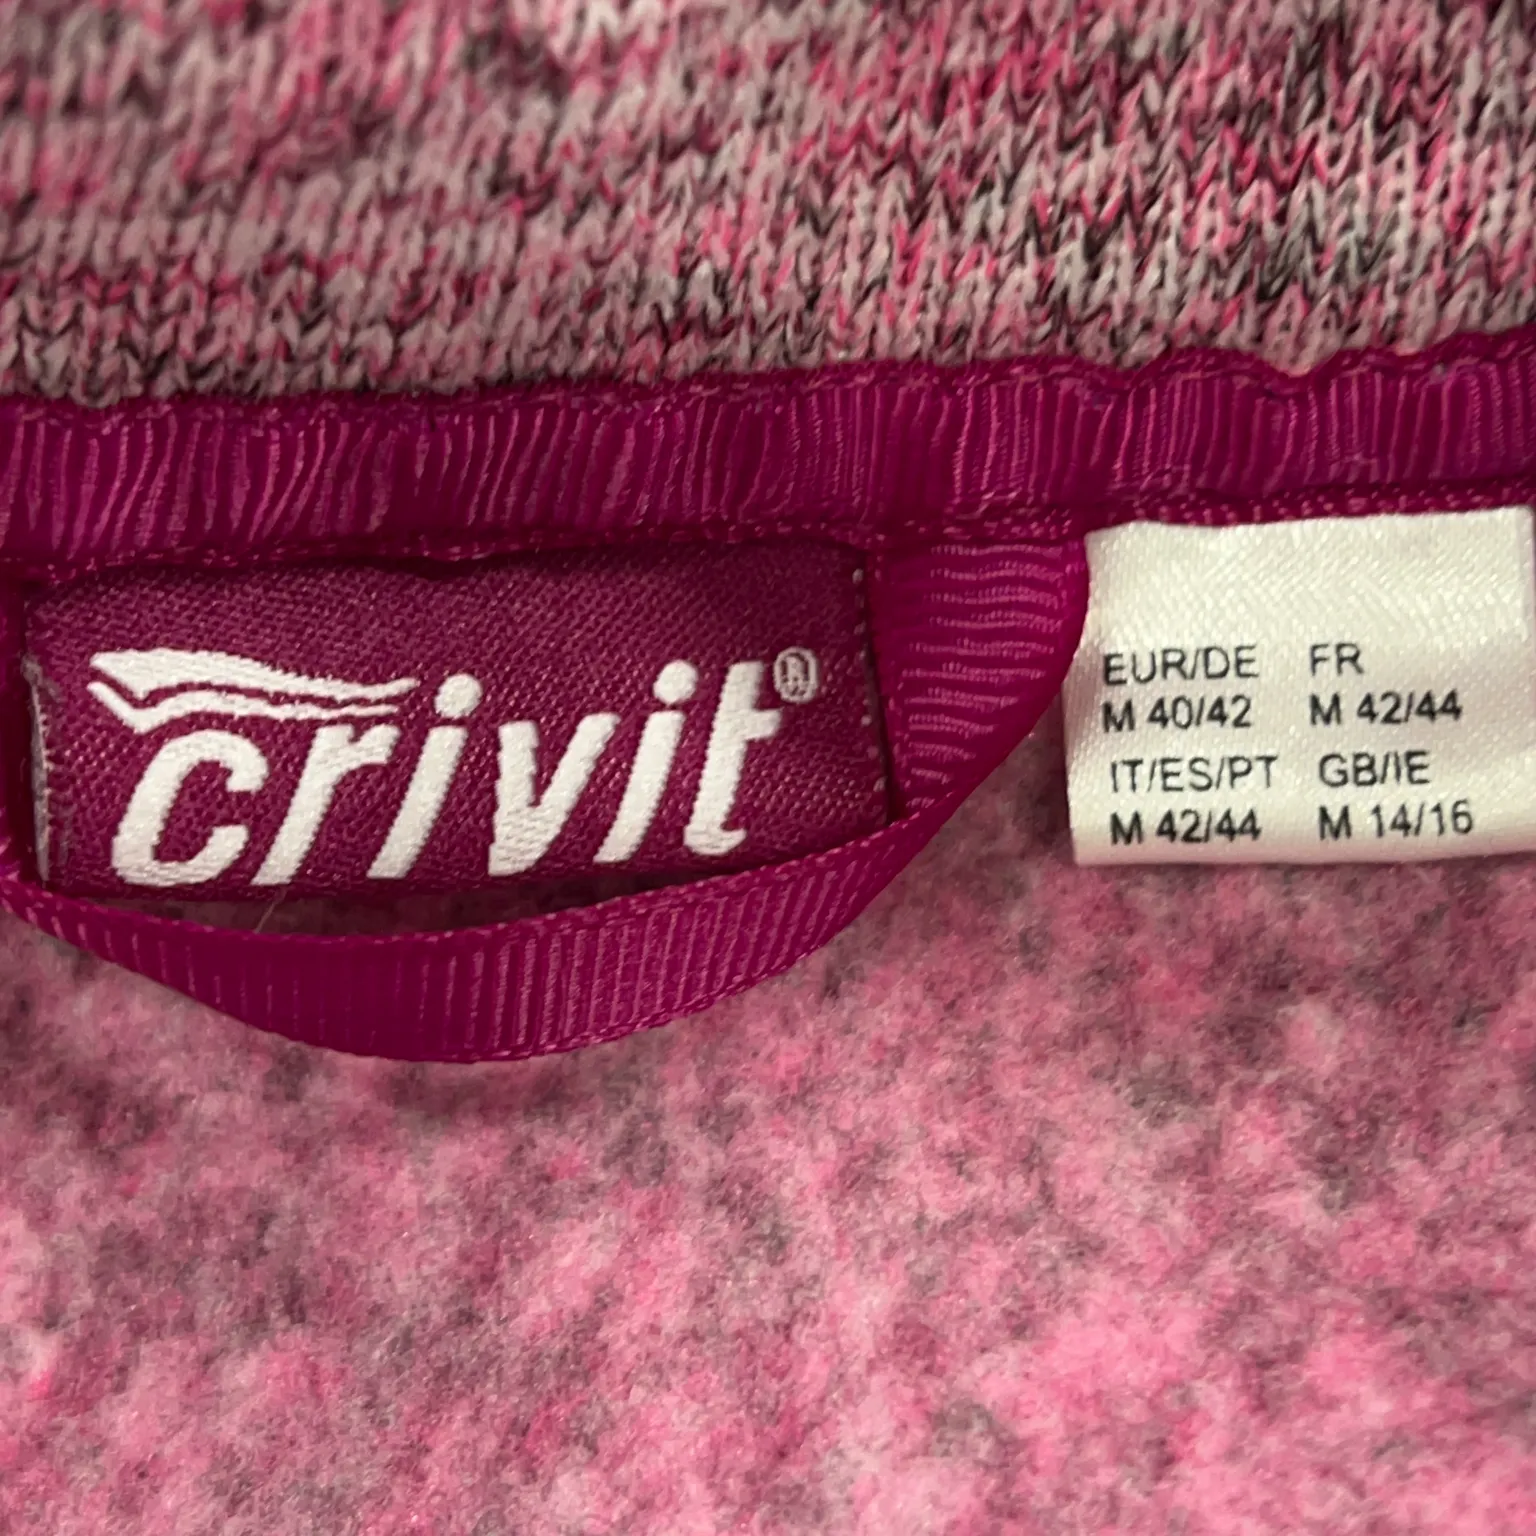 crivit®
EUR/DE FR
M 40/42 M 42/44
IT/ES/PT GB/IE
M 42/44 M 14/16